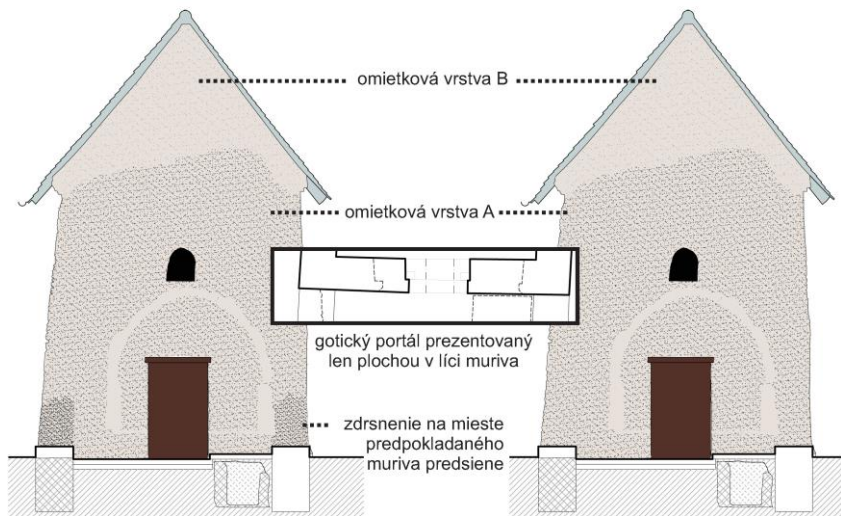 omietková vrstva B
omietková vrstva A
gotický portál prezentovaný
len plochou v líci muriva
zdrsnenie na mieste
predpokladaného
muriva predsiene